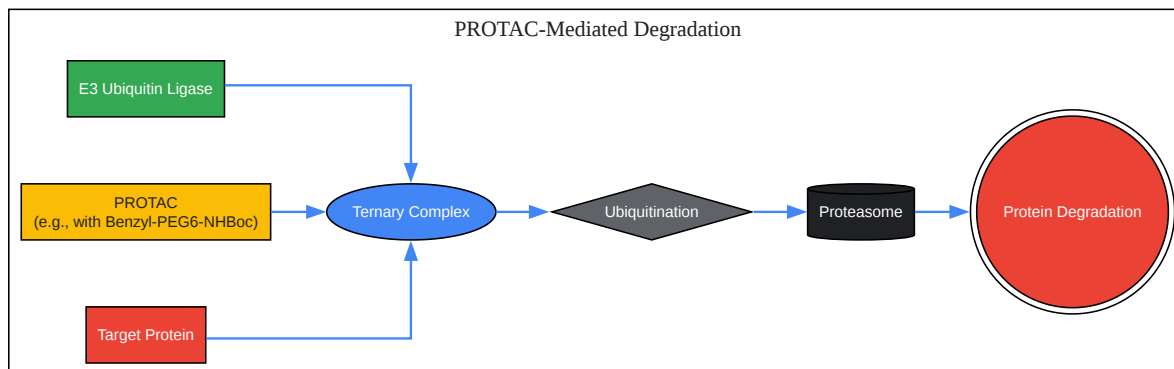 PROTAC-Mediated Degradation
E3 Ubiquitin Ligase
PROTAC
(e.g., with Benzyl-PEG6-NHBoc)
Target Protein
Ternary Complex
Ubiquitination
Proteasome
Protein Degradation